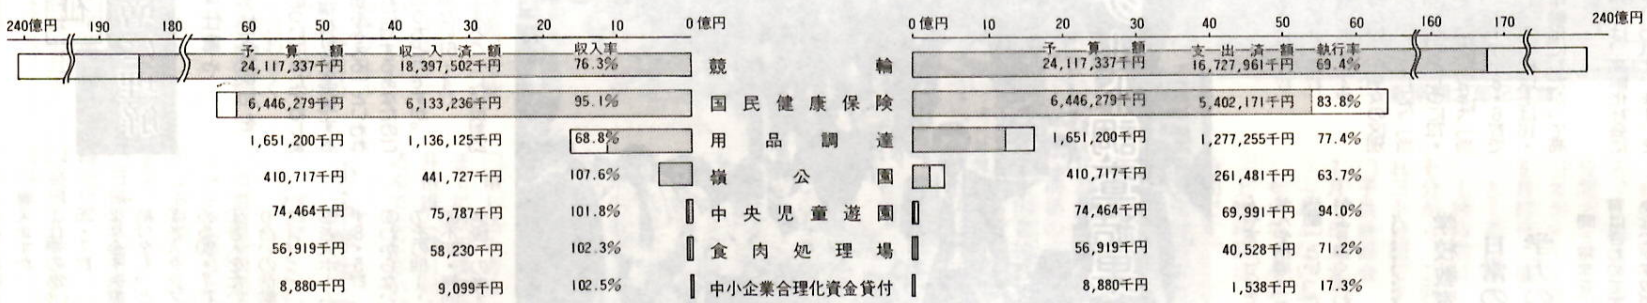 240億円 190 180 60 50 40 30 20 10 0億円 0億円 10 20 30 40 50 60 160 170 240億円
予算額 収入済額 収入率 予算額 支出済額 執行率
24,117,337千円 18,397,502千円 76.3% 競輪 24,117,337千円 16,727,961千円 69.4%
6,446,279千円 6,133,236千円 95.1% 国民健康保険 6,446,279千円 5,402,171千円 83.8%
1,651,200千円 1,136,125千円 68.8% 用品調達 1,651,200千円 1,277,255千円 77.4%
410,717千円 441,727千円 107.6% 嶺公園 410,717千円 261,481千円 63.7%
74,464千円 75,787千円 101.8% 中央児童遊園 74,464千円 69,991千円 94.0%
56,919千円 58,230千円 102.3% 食肉処理場 56,919千円 40,528千円 71.2%
8,880千円 9,099千円 102.5% 中小企業合理化資金貸付 8,880千円 1,538千円 17.3%